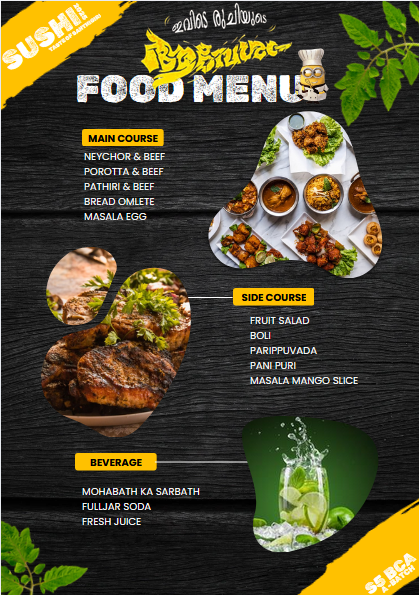 SUSHI
TASTE OF
ഇവിടെ രുചിയുടെ
FOOD MENU
MAIN COURSE
NEYCHOR & BEEF
POROTTA & BEEF
PATHIRI & BEEF
BREAD OMLETE
MASALA EGG
SIDE COURSE
FRUIT SALAD
BOLI
PARIPPUVADA
PANI PURI
MASALA MANGO SLICE
BEVERAGE
MOHABATH KA SARBATH
FULLJAR SODA
FRESH JUICE
BCA
A-BATCH